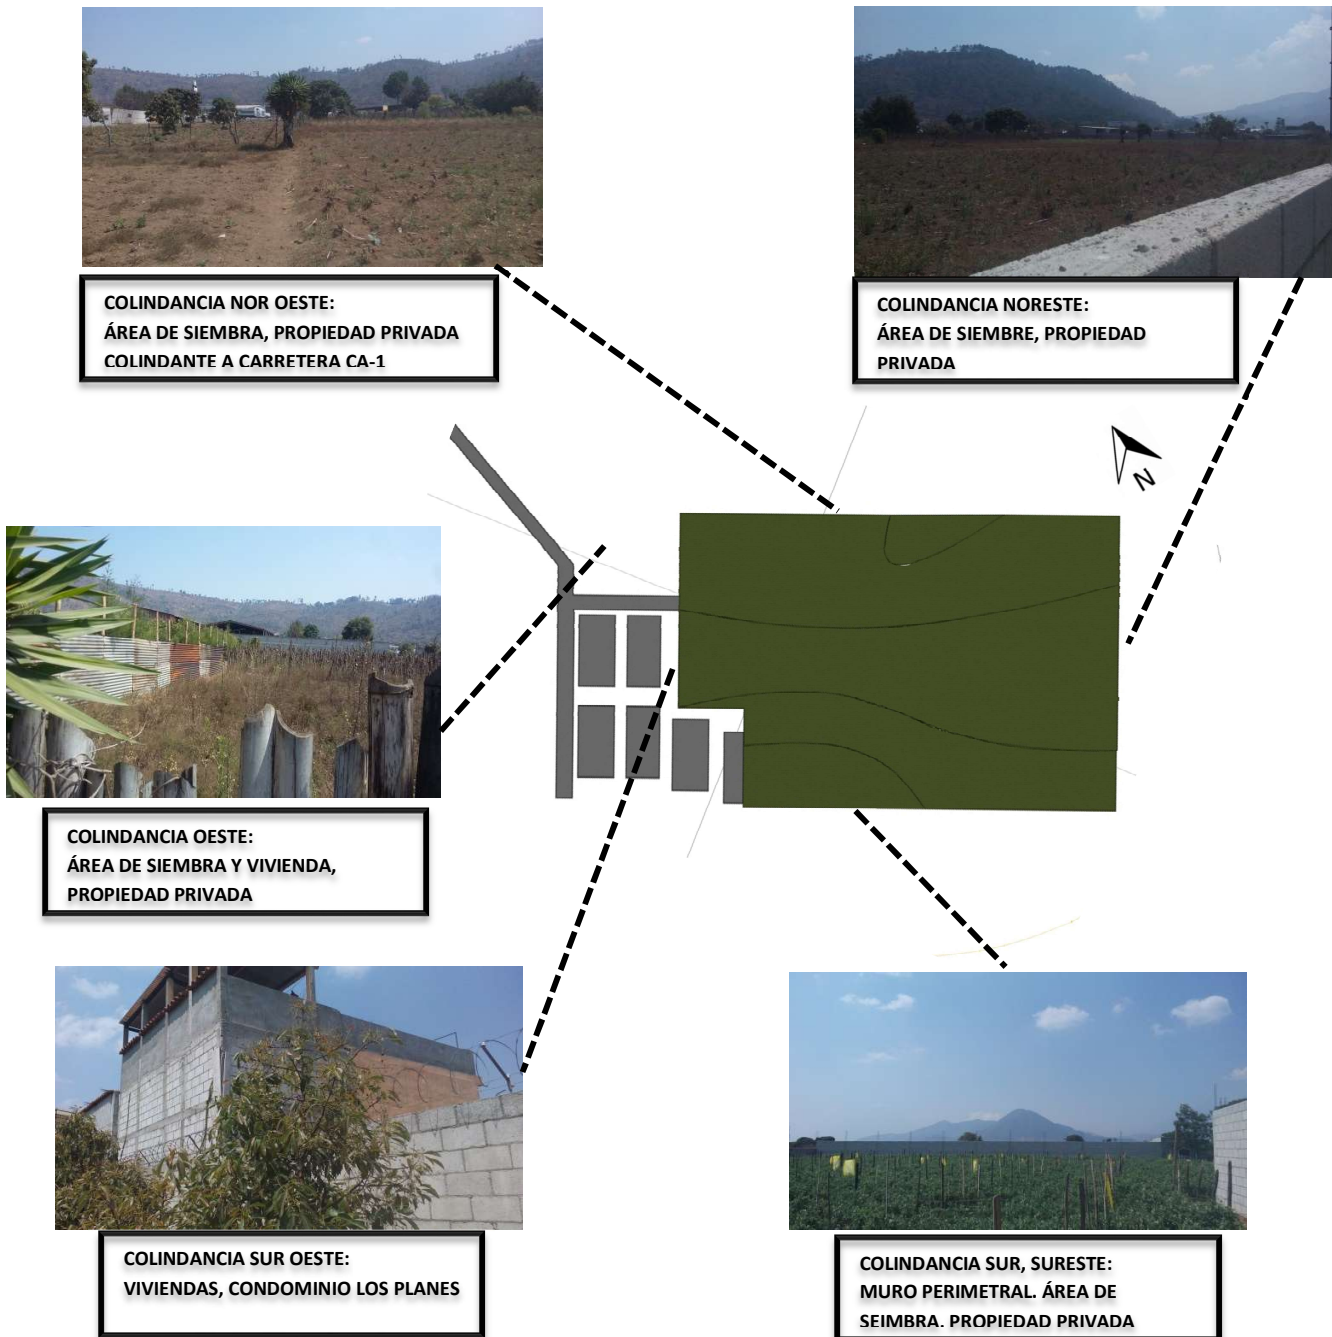 COLINDANCIA NOR OESTE:
ÁREA DE SIEMBRA, PROPIEDAD PRIVADA
COLINDANTE A CARRETERA CA-1
COLINDANCIA NORESTE:
ÁREA DE SIEMBRE, PROPIEDAD
PRIVADA
N
COLINDANCIA OESTE:
ÁREA DE SIEMBRA Y VIVIENDA,
PROPIEDAD PRIVADA
COLINDANCIA SUR OESTE:
VIVIENDAS, CONDOMINIO LOS PLANES
COLINDANCIA SUR, SURESTE:
MURO PERIMETRAL. ÁREA DE
SEIMBRA. PROPIEDAD PRIVADA